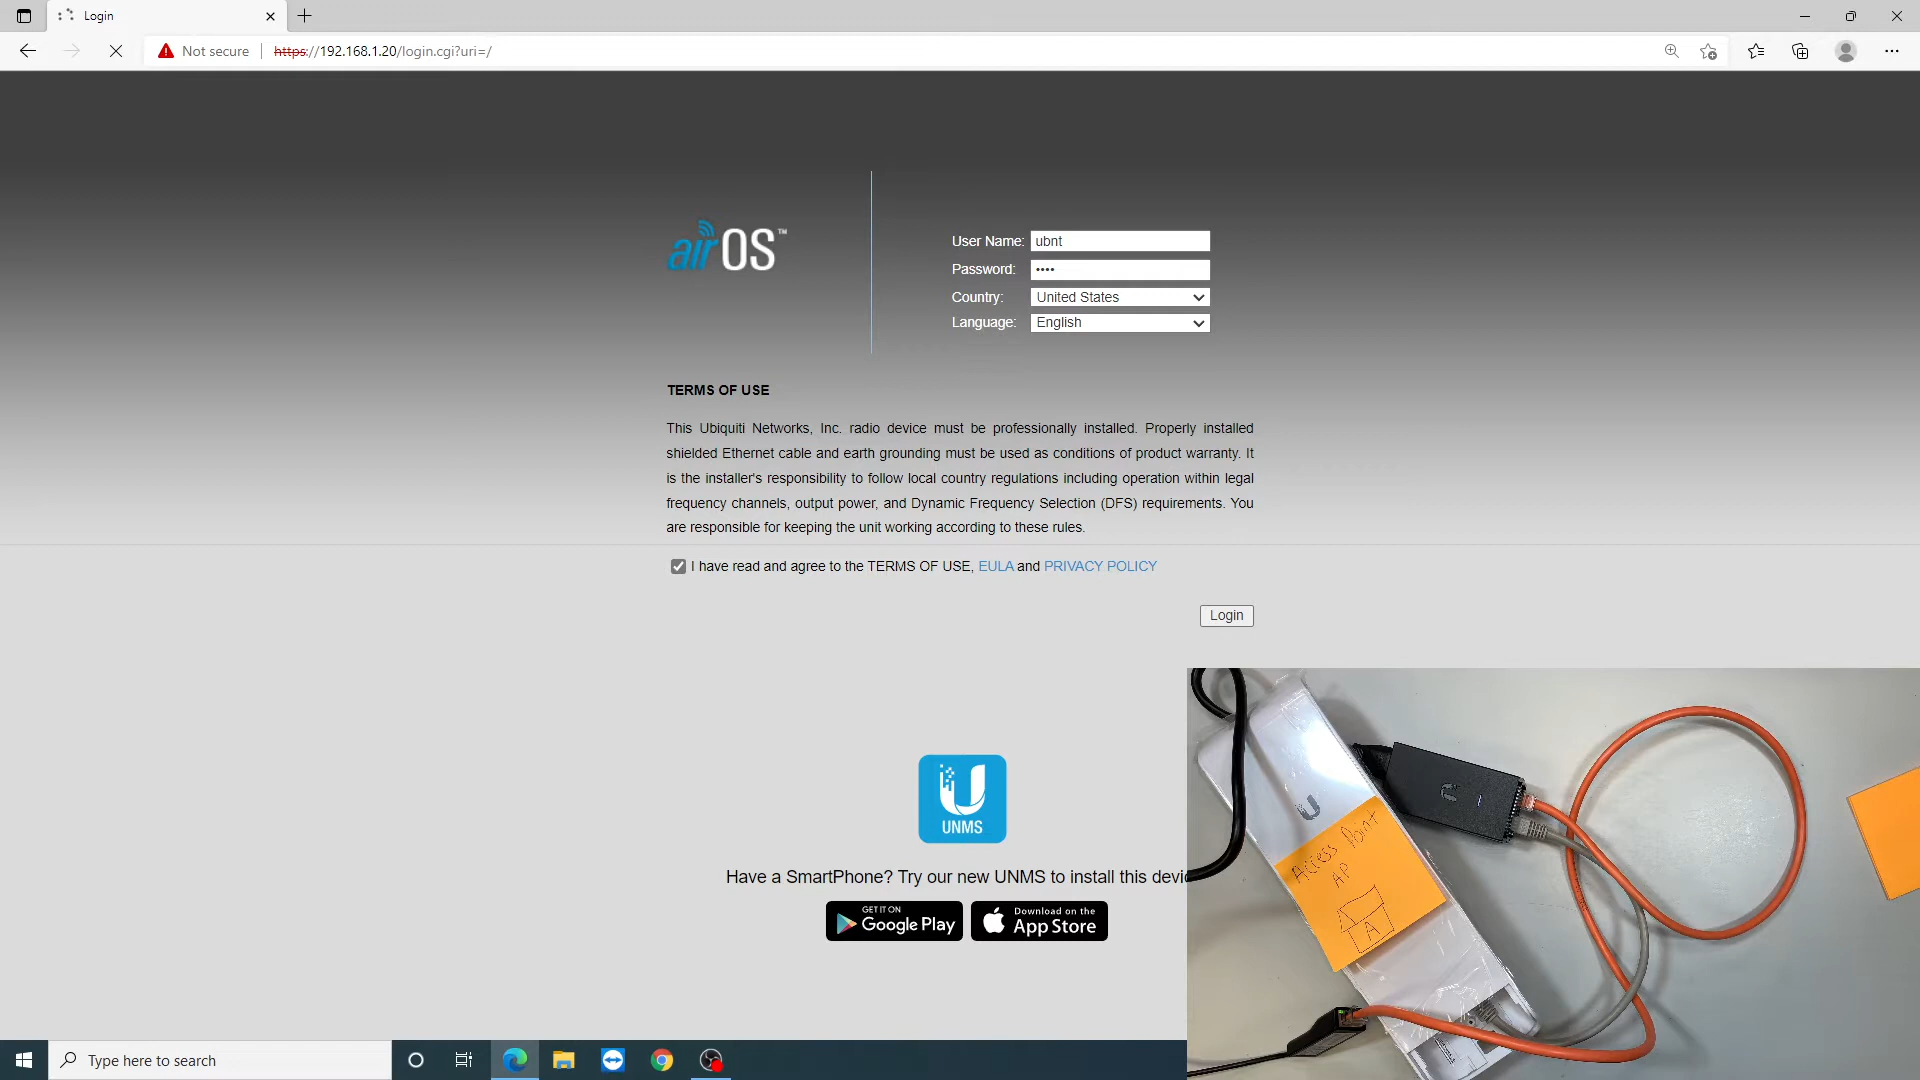 Login
Not secure
https://192.168.1.20/login.cgi?uri=/
airOS™
User Name: ubnt
Password: ••••
Country: United States
Language: English
TERMS OF USE
This Ubiquiti Networks, Inc. radio device must be professionally installed. Properly installed
shielded Ethernet cable and earth grounding must be used as conditions of product warranty. It
is the installer's responsibility to follow local country regulations including operation within legal
frequency channels, output power, and Dynamic Frequency Selection (DFS) requirements. You
are responsible for keeping the unit working according to these rules.
I have read and agree to the TERMS OF USE, EULA and PRIVACY POLICY
Login
UNMS
Have a SmartPhone? Try our new UNMS to install this devic
GET IT ON
Google Play
Download on the
App Store
Access Point
AP
A
Type here to search